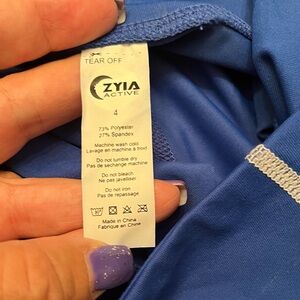 TEAR OFF
ZYIA
ACTIVE
4
73% Polyester
27% Spandex
Machine wash cold
Lavage en machine à froid
Do not tumble dry
Pas de séchange machine
Do not bleach
Ne pas javelliser
Do not iron
Pas de repassage
Made in China
Fabriqué en Chine